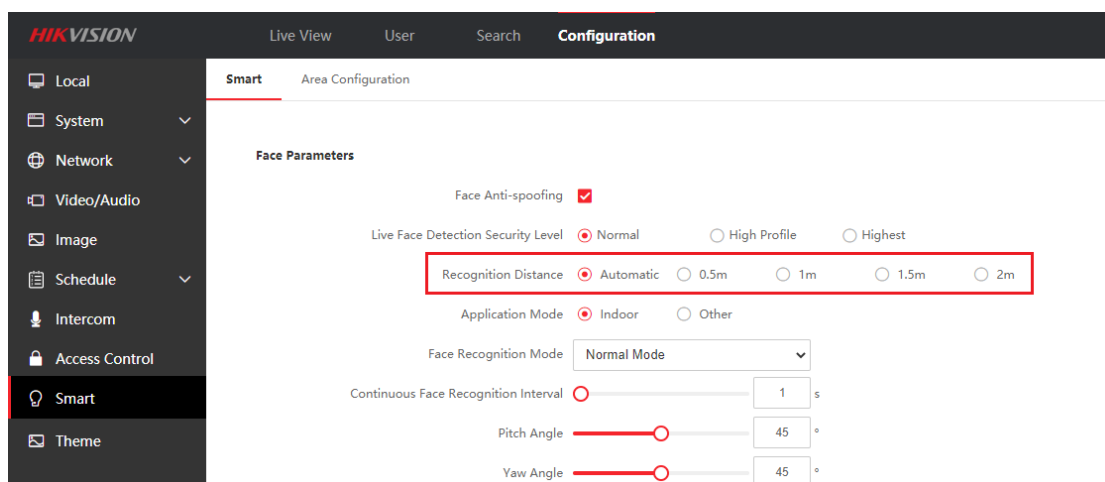 HIKVISION Live View User Search Configuration
Local
System
Network
Video/Audio
Image
Schedule
Intercom
Access Control
Smart
Theme
Smart Area Configuration
Face Parameters
Face Anti-spoofing
Live Face Detection Security Level Normal High Profile Highest
Recognition Distance Automatic 0.5m 1m 1.5m 2m
Application Mode Indoor Other
Face Recognition Mode Normal Mode
Continuous Face Recognition Interval 1 s
Pitch Angle 45 °
Yaw Angle 45 °